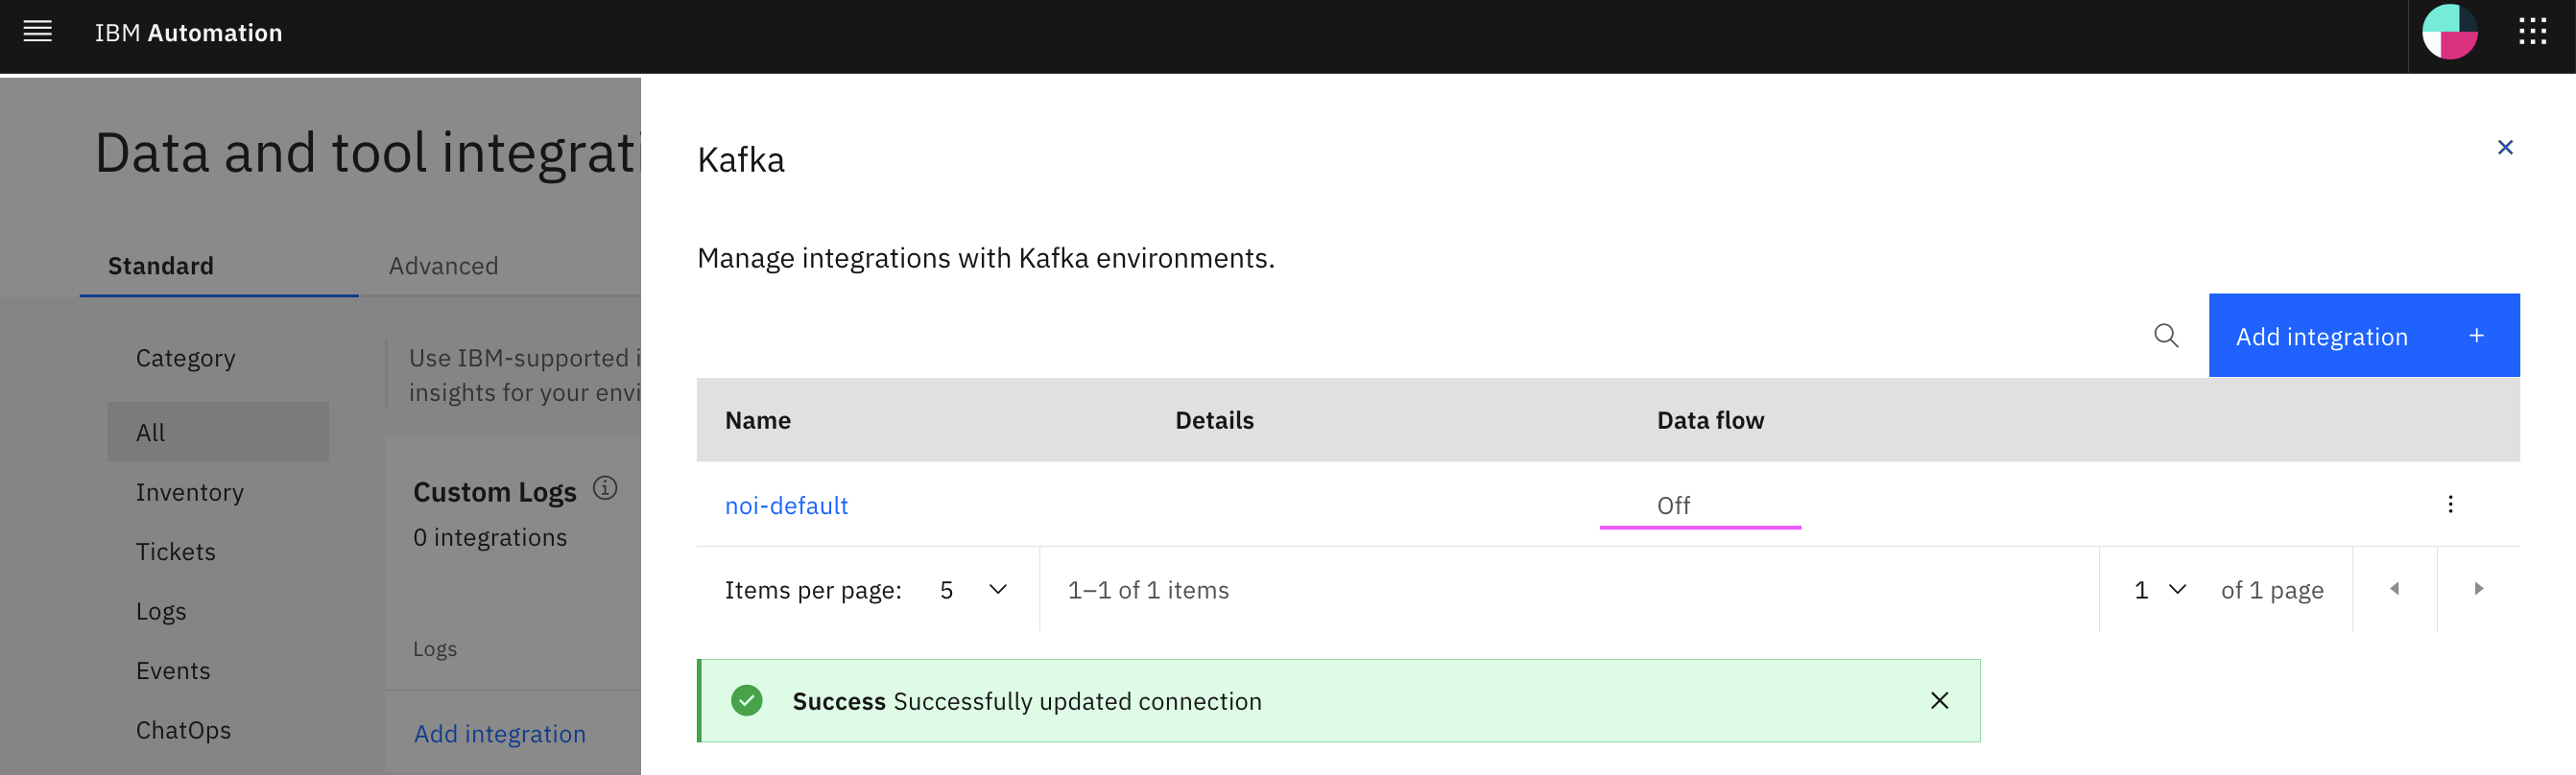 IBM Automation
Data and tool integrati
Standard
Advanced
Category
All
Inventory
Tickets
Logs
Events
ChatOps
Use IBM-supported i
insights for your envi
Custom Logs
0 integrations
Logs
Add integration
Kafka
Manage integrations with Kafka environments.
Add integration +
Name Details Data flow
noi-default Off
Items per page: 5 1–1 of 1 items 1 of 1 page
Success Successfully updated connection